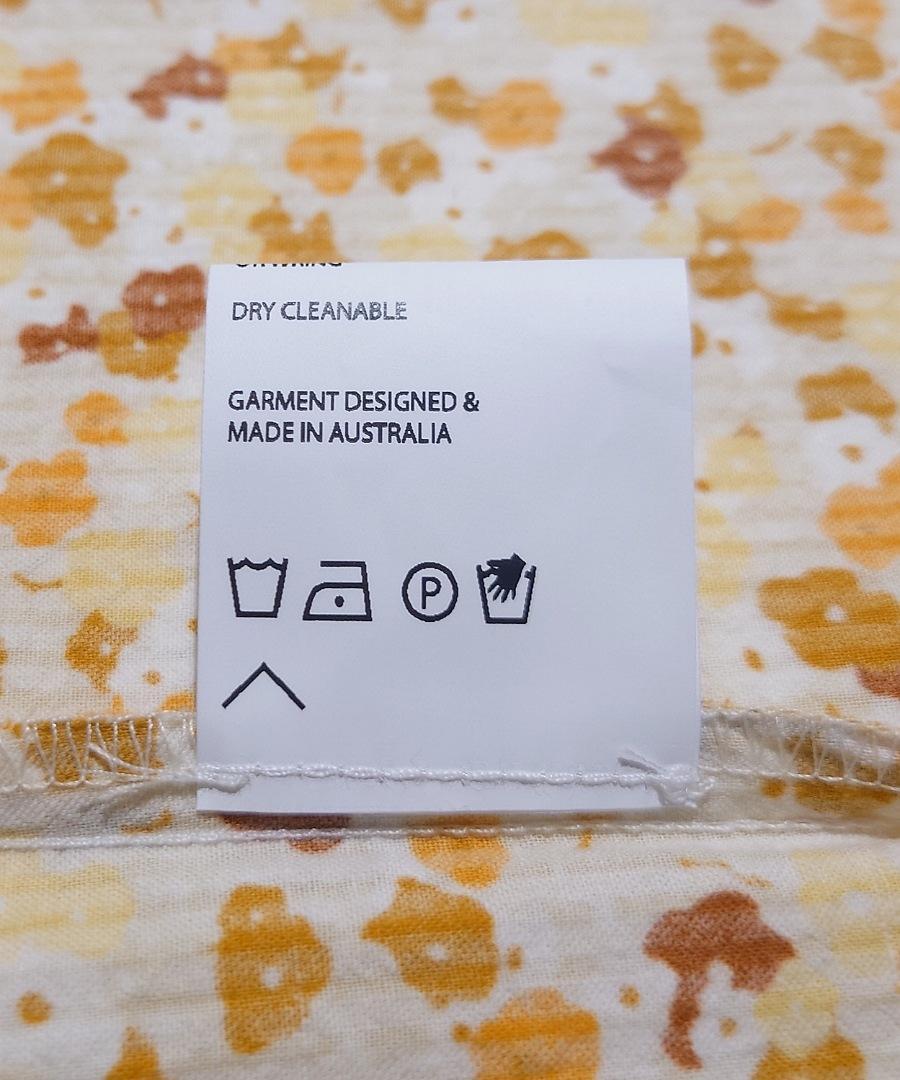 DRY CLEANABLE
GARMENT DESIGNED &
MADE IN AUSTRALIA
P